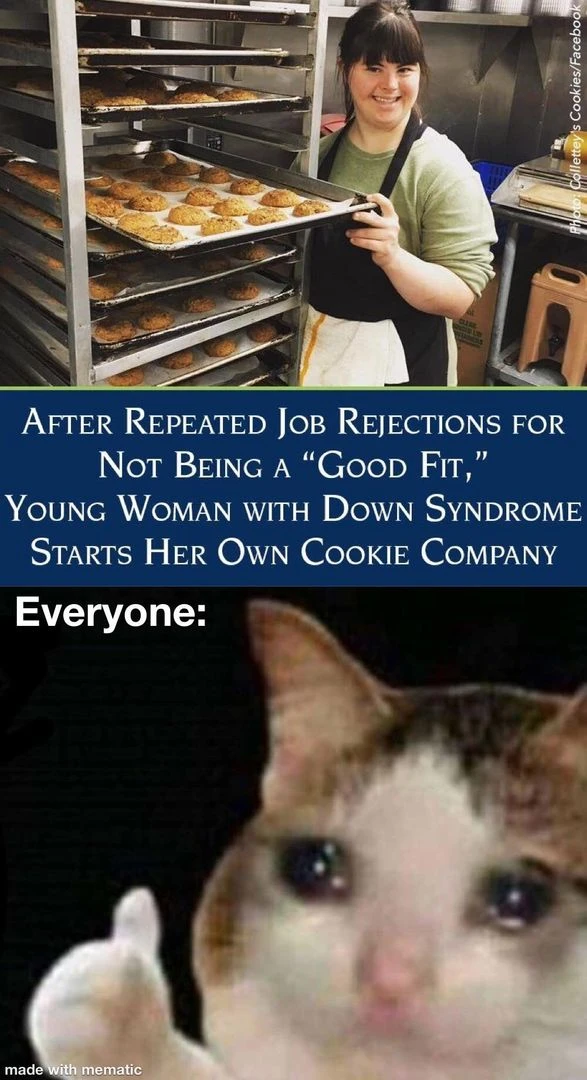 Photo: Collettey's Cookies/Facebook
After Repeated Job Rejections for
Not Being a “Good Fit,”
Young Woman with Down Syndrome
Starts Her Own Cookie Company
Everyone:
made with mematic